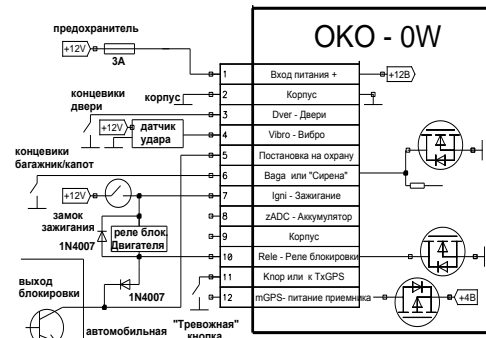 OKO - 0W
предохранитель
+12V
3A
1 Вход питания + +12В
концевики
двери
корпус
2 Корпус
3 Dver - Двери
+12V
датчик
удара
4 Vibro - Вибро
концевики
багажник/капот
5 Постановка на охрану
6 Baga или "Сирена"
+12V
7 Igni - Зажигание
замок
зажигания
8 zADC - Аккумулятор
1N4007
реле блок.
Двигателя
9 Корпус
10 Rele - Реле блокировки
выход
блокировки
1N4007
11 Knop или к TxGPS
12 mGPS- питание приемника
+4В
автомобильная
"Тревожная"
кнопка